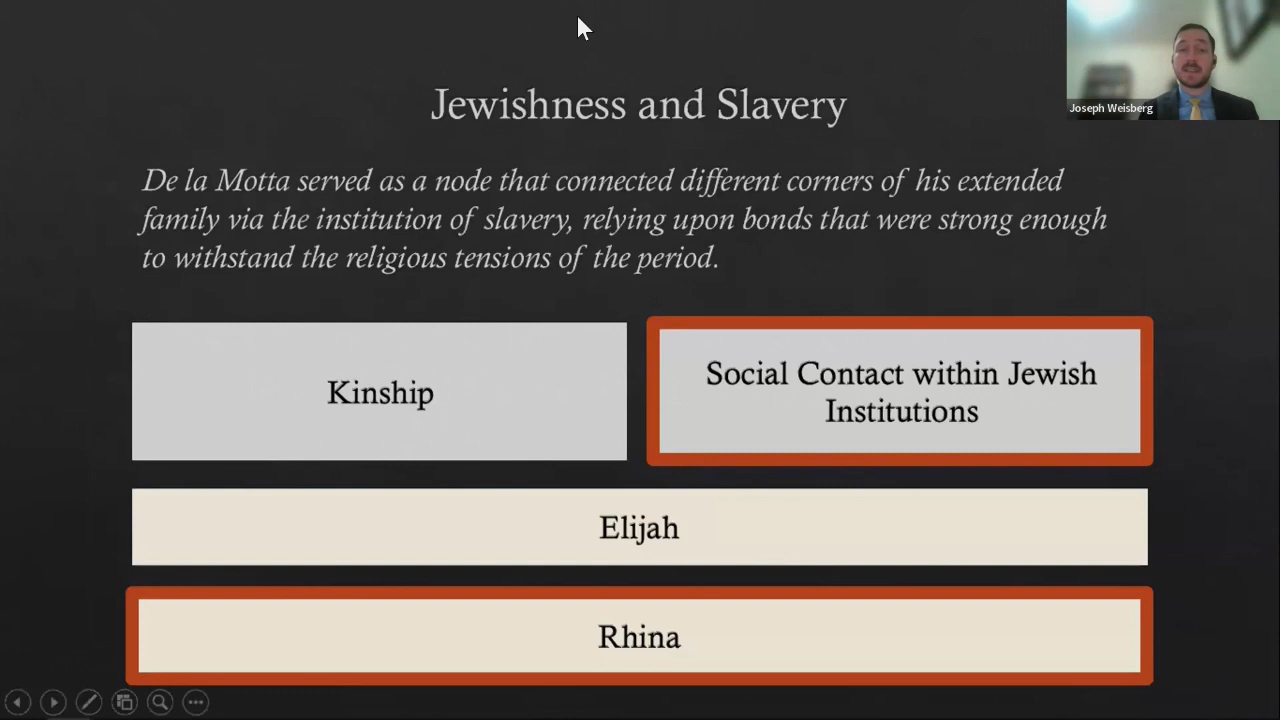 Joseph Weisberg
Jewishness and Slavery
De la Motta served as a node that connected different corners of his extended
family via the institution of slavery, relying upon bonds that were strong enough
to withstand the religious tensions of the period.
Kinship
Social Contact within Jewish
Institutions
Elijah
Rhina